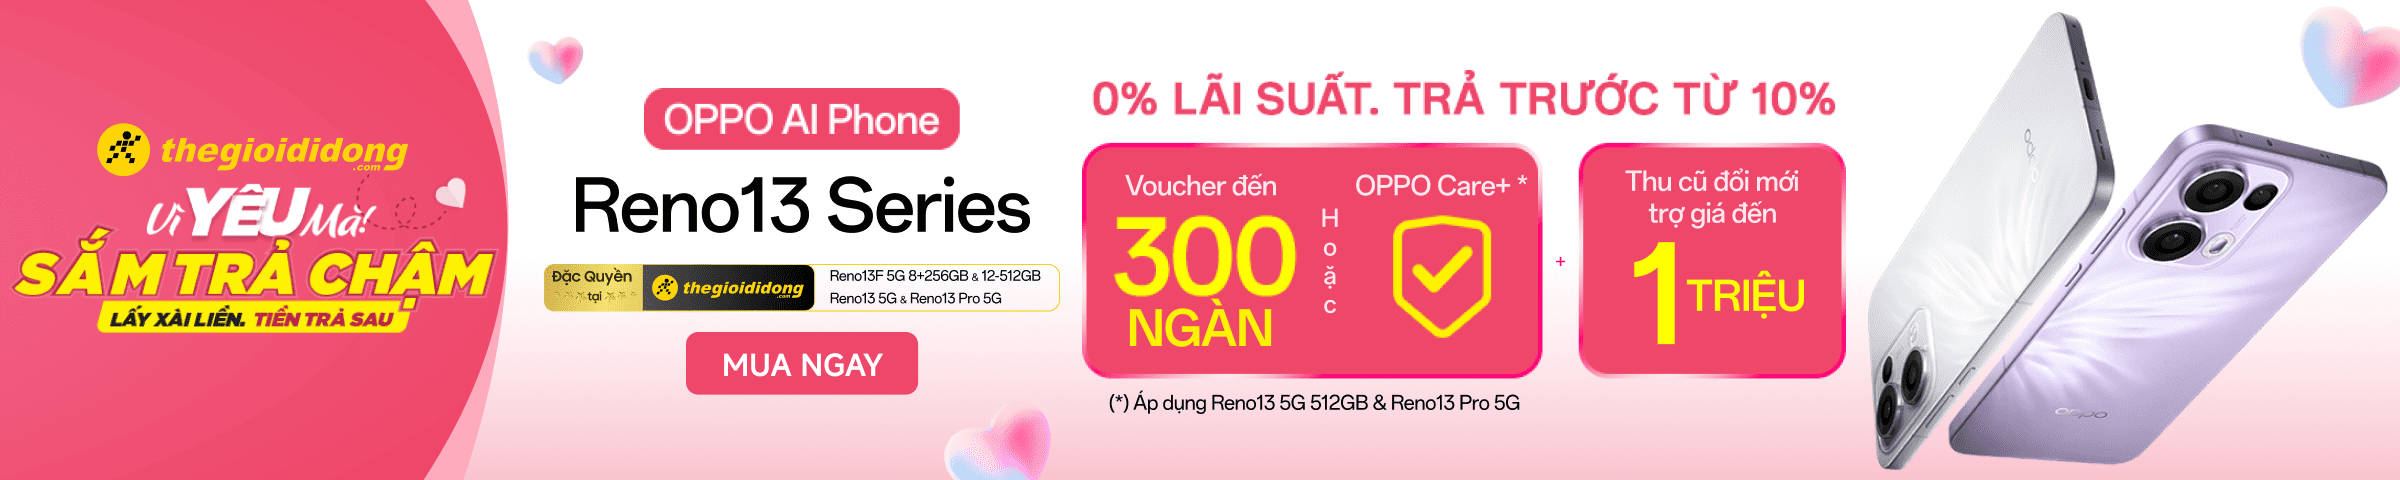 thegioididong
.com
Vì YÊU Mà!
SẮM TRẢ CHẬM
LẤY XÀI LIỀN. TIỀN TRẢ SAU
OPPO AI Phone
Reno13 Series
Đặc Quyền
tại
thegioididong
.com
Reno13F 5G 8+256GB & 12-512GB
Reno13 5G & Reno13 Pro 5G
MUA NGAY
0% LÃI SUẤT. TRẢ TRƯỚC TỪ 10%
Voucher đến
300
NGÀN
Hoặc
OPPO Care+ *
+
Thu cũ đổi mới
trợ giá đến
1 TRIỆU
(*) Áp dụng Reno13 5G 512GB & Reno13 Pro 5G
oppo
oppo